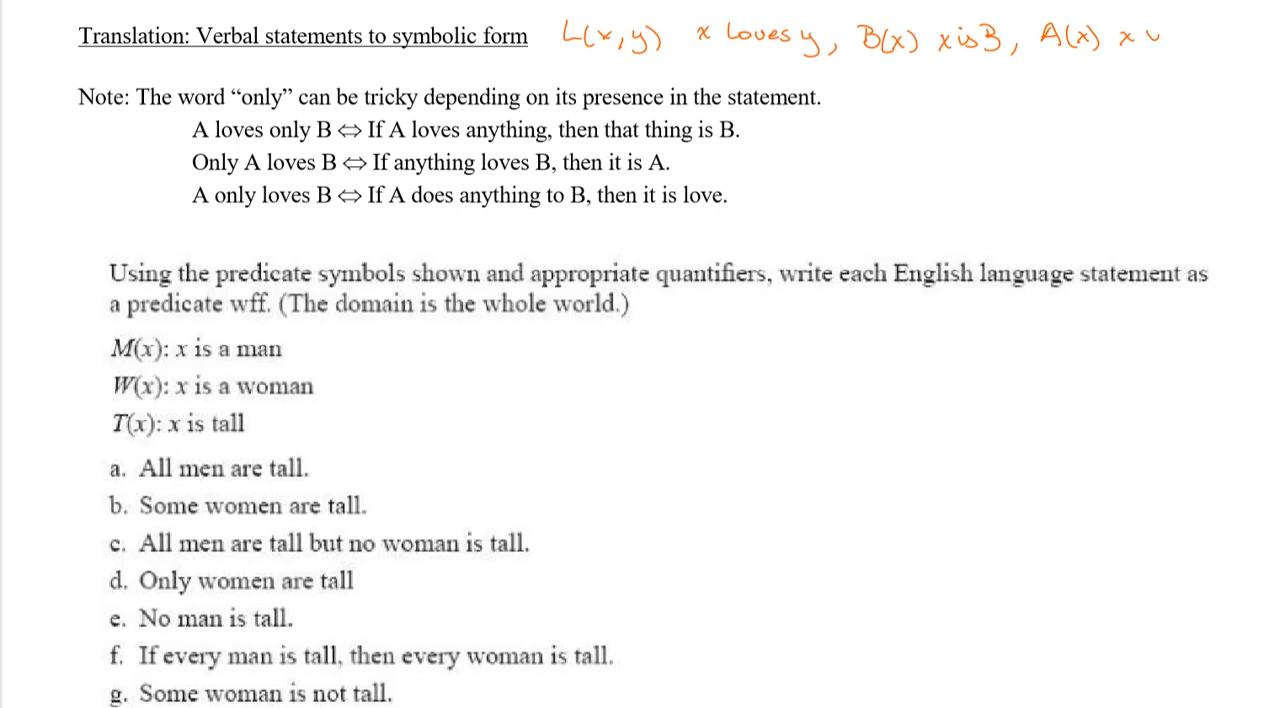 Translation: Verbal statements to symbolic form L(x,y) x loves y, B(x) x is B, A(x) x
Note: The word “only” can be tricky depending on its presence in the statement.
A loves only B ⇔ If A loves anything, then that thing is B.
Only A loves B ⇔ If anything loves B, then it is A.
A only loves B ⇔ If A does anything to B, then it is love.
Using the predicate symbols shown and appropriate quantifiers, write each English language statement as
a predicate wff. (The domain is the whole world.)
M(x): x is a man
W(x): x is a woman
T(x): x is tall
a. All men are tall.
b. Some women are tall.
c. All men are tall but no woman is tall.
d. Only women are tall
e. No man is tall.
f. If every man is tall, then every woman is tall.
g. Some woman is not tall.